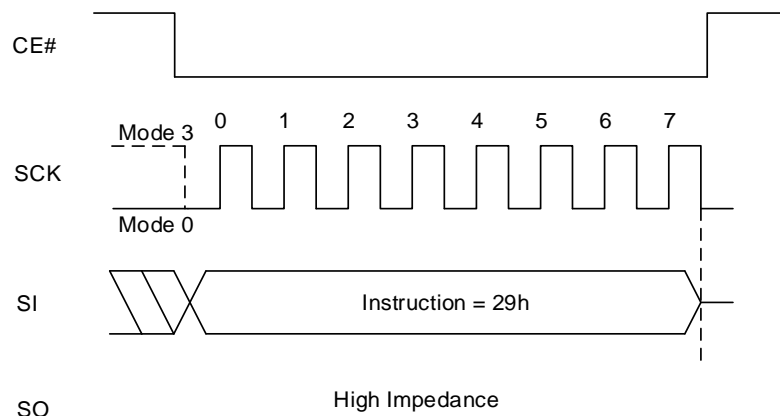 CE#
Mode 3 0 1 2 3 4 5 6 7
SCK
Mode 0
SI Instruction = 29h
SO High Impedance